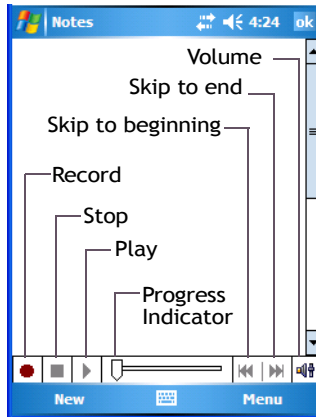 Notes 4:24 ok
Volume
Skip to end
Skip to beginning
Record
Stop
Play
Progress
Indicator
New Menu